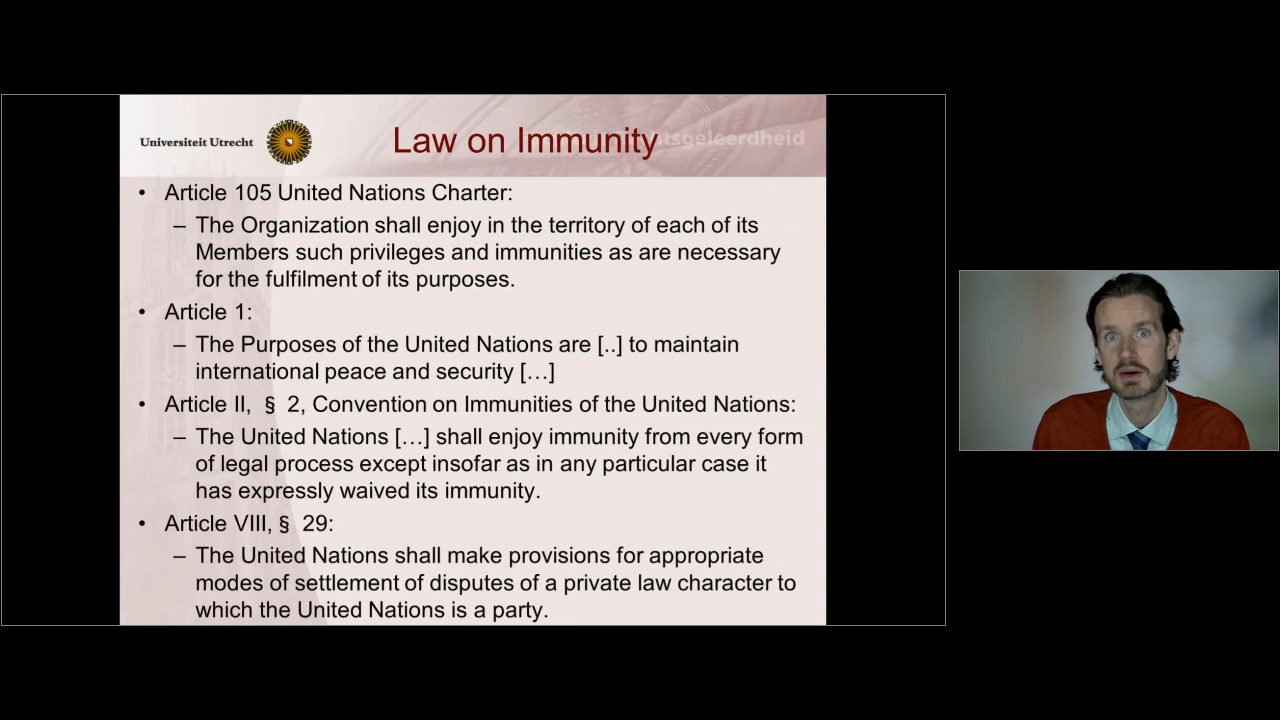 Universiteit Utrecht
Law on Immunity
tsgeleerdheid
• Article 105 United Nations Charter:
– The Organization shall enjoy in the territory of each of its
Members such privileges and immunities as are necessary
for the fulfilment of its purposes.
• Article 1:
– The Purposes of the United Nations are [..] to maintain
international peace and security […]
• Article II, § 2, Convention on Immunities of the United Nations:
– The United Nations […] shall enjoy immunity from every form
of legal process except insofar as in any particular case it
has expressly waived its immunity.
• Article VIII, § 29:
– The United Nations shall make provisions for appropriate
modes of settlement of disputes of a private law character to
which the United Nations is a party.